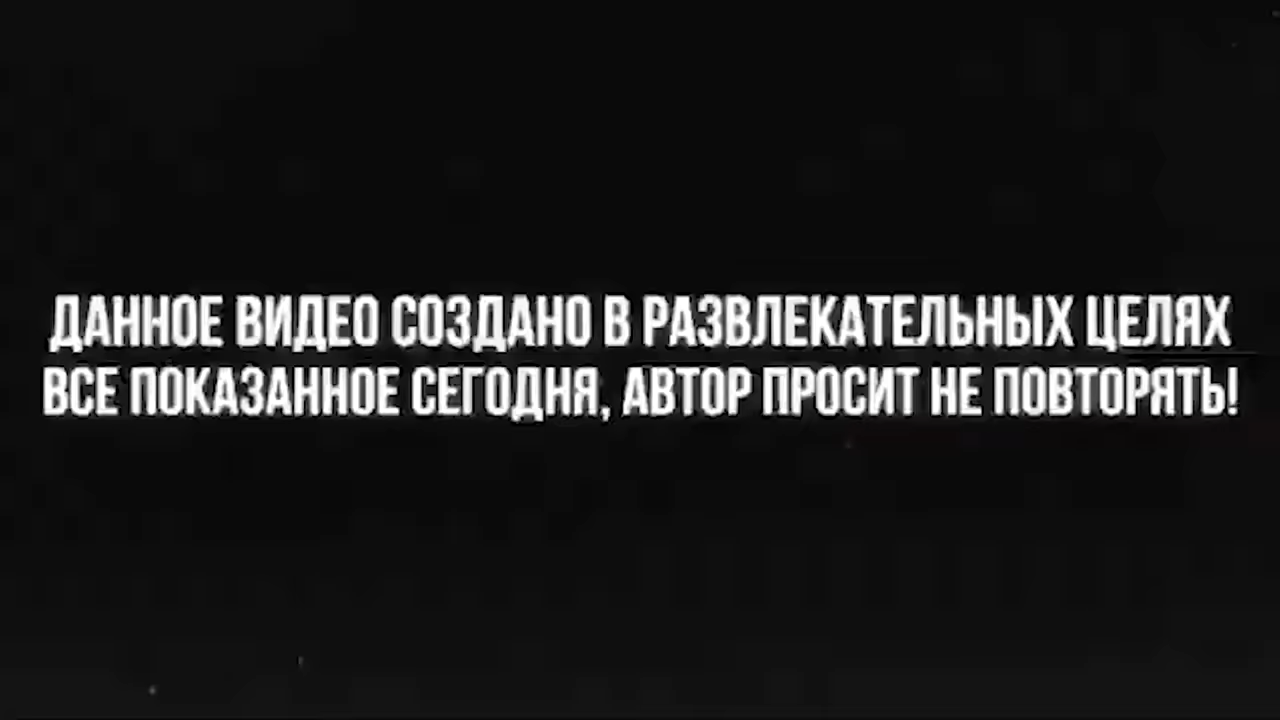 ДАННОЕ ВИДЕО СОЗДАНО В РАЗВЛЕКАТЕЛЬНЫХ ЦЕЛЯХ
ВСЕ ПОКАЗАННОЕ СЕГОДНЯ, АВТОР ПРОСИТ НЕ ПОВТОРЯТЬ!